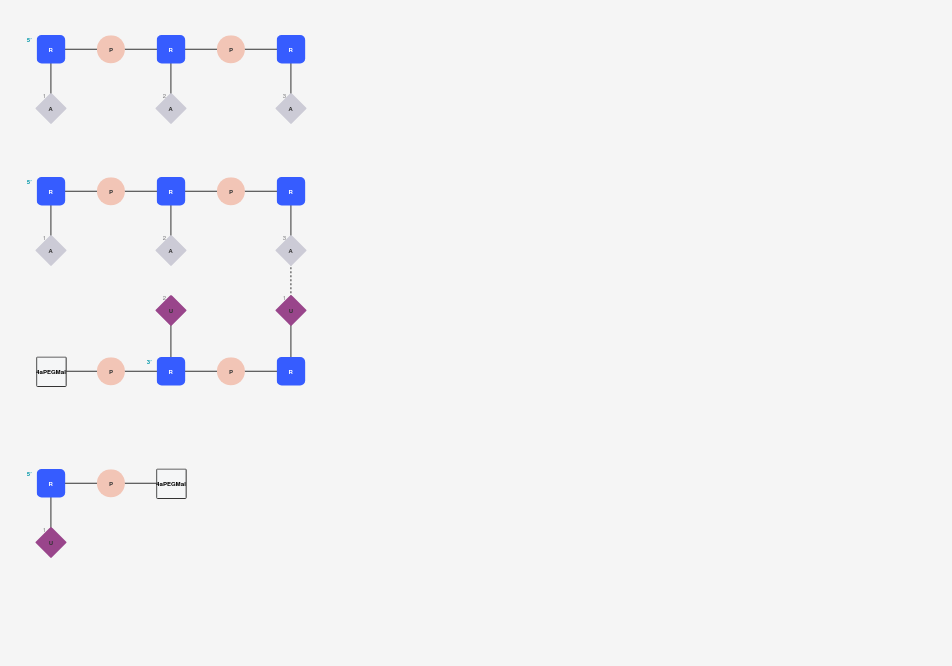 5'
R P R P R
1 2 3
A A A
5'
R P R P R
1 2 3
A A A
2 1
U U
3'
4aPEGMal P R P R
5'
R P 4aPEGMal
1
U